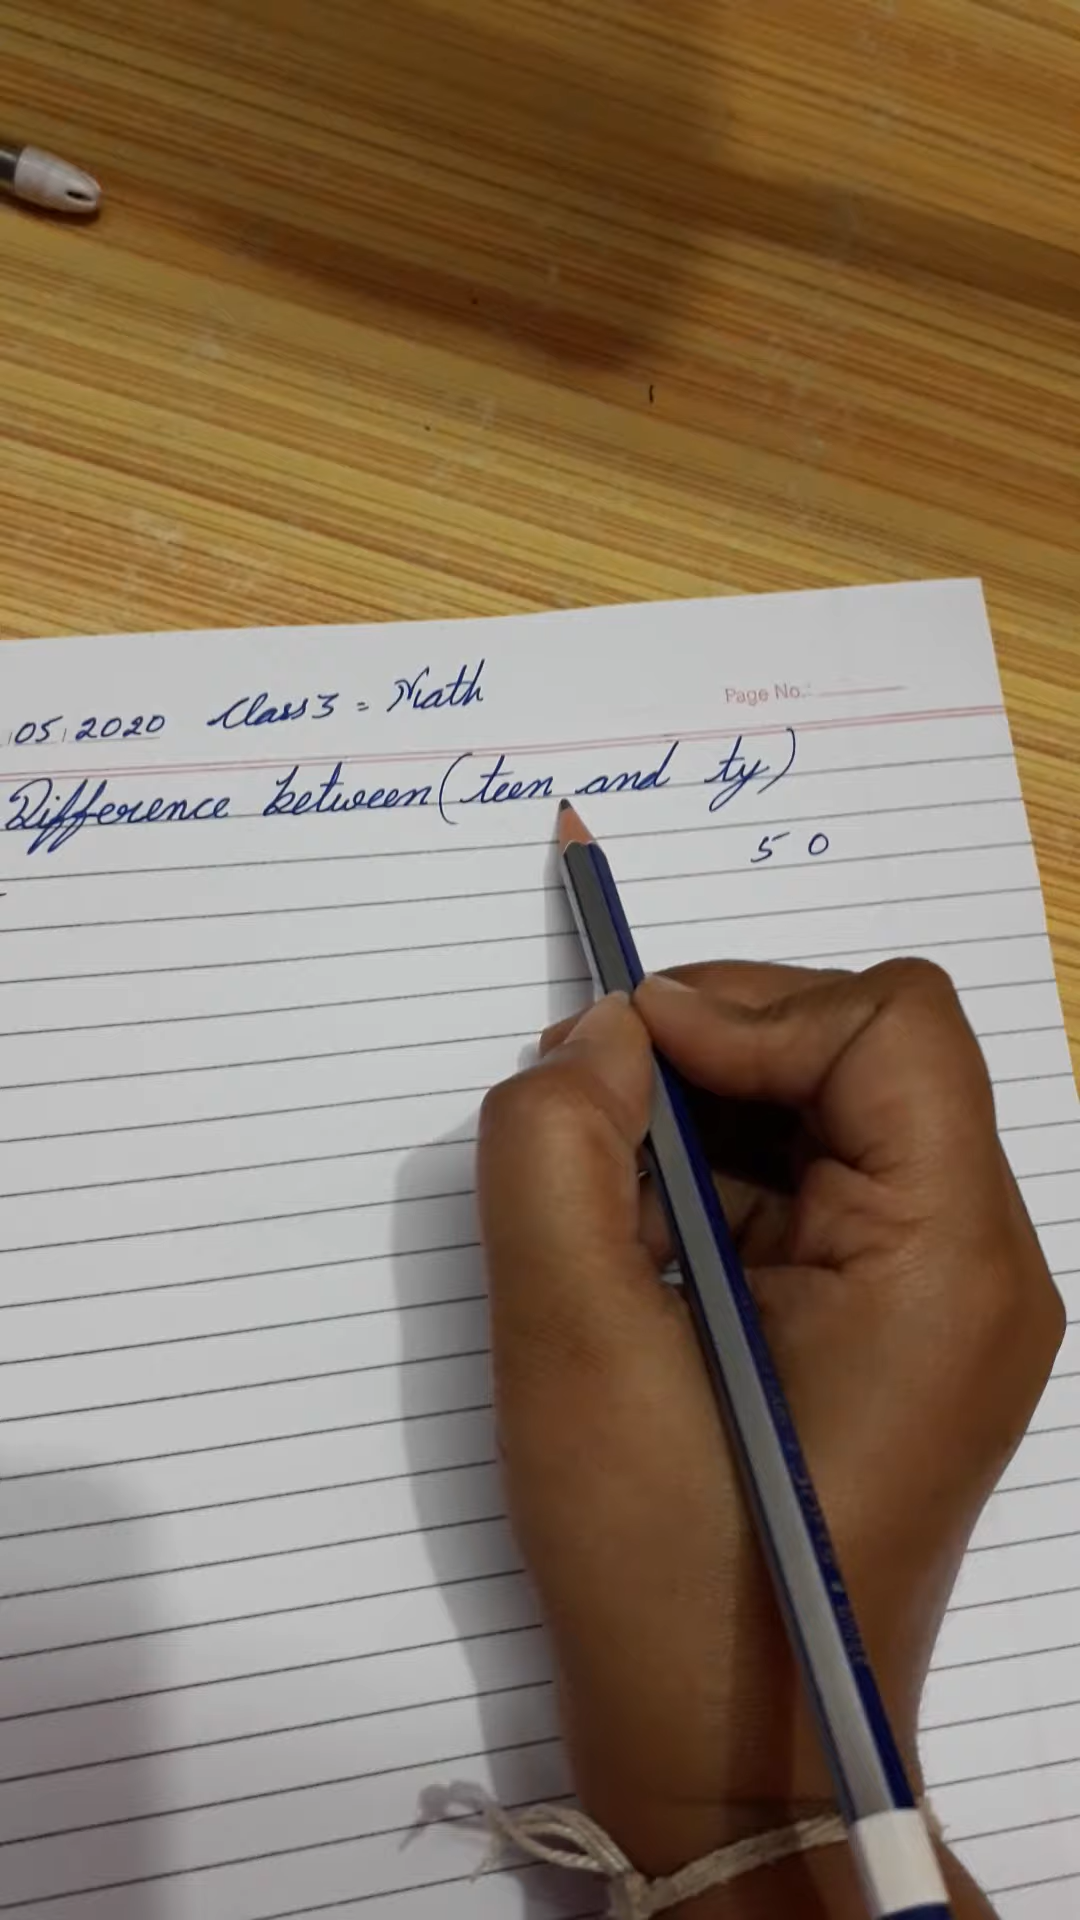 05 2020 Class 3 = Math
Page No.:
Difference between (teen and ty)
5 0